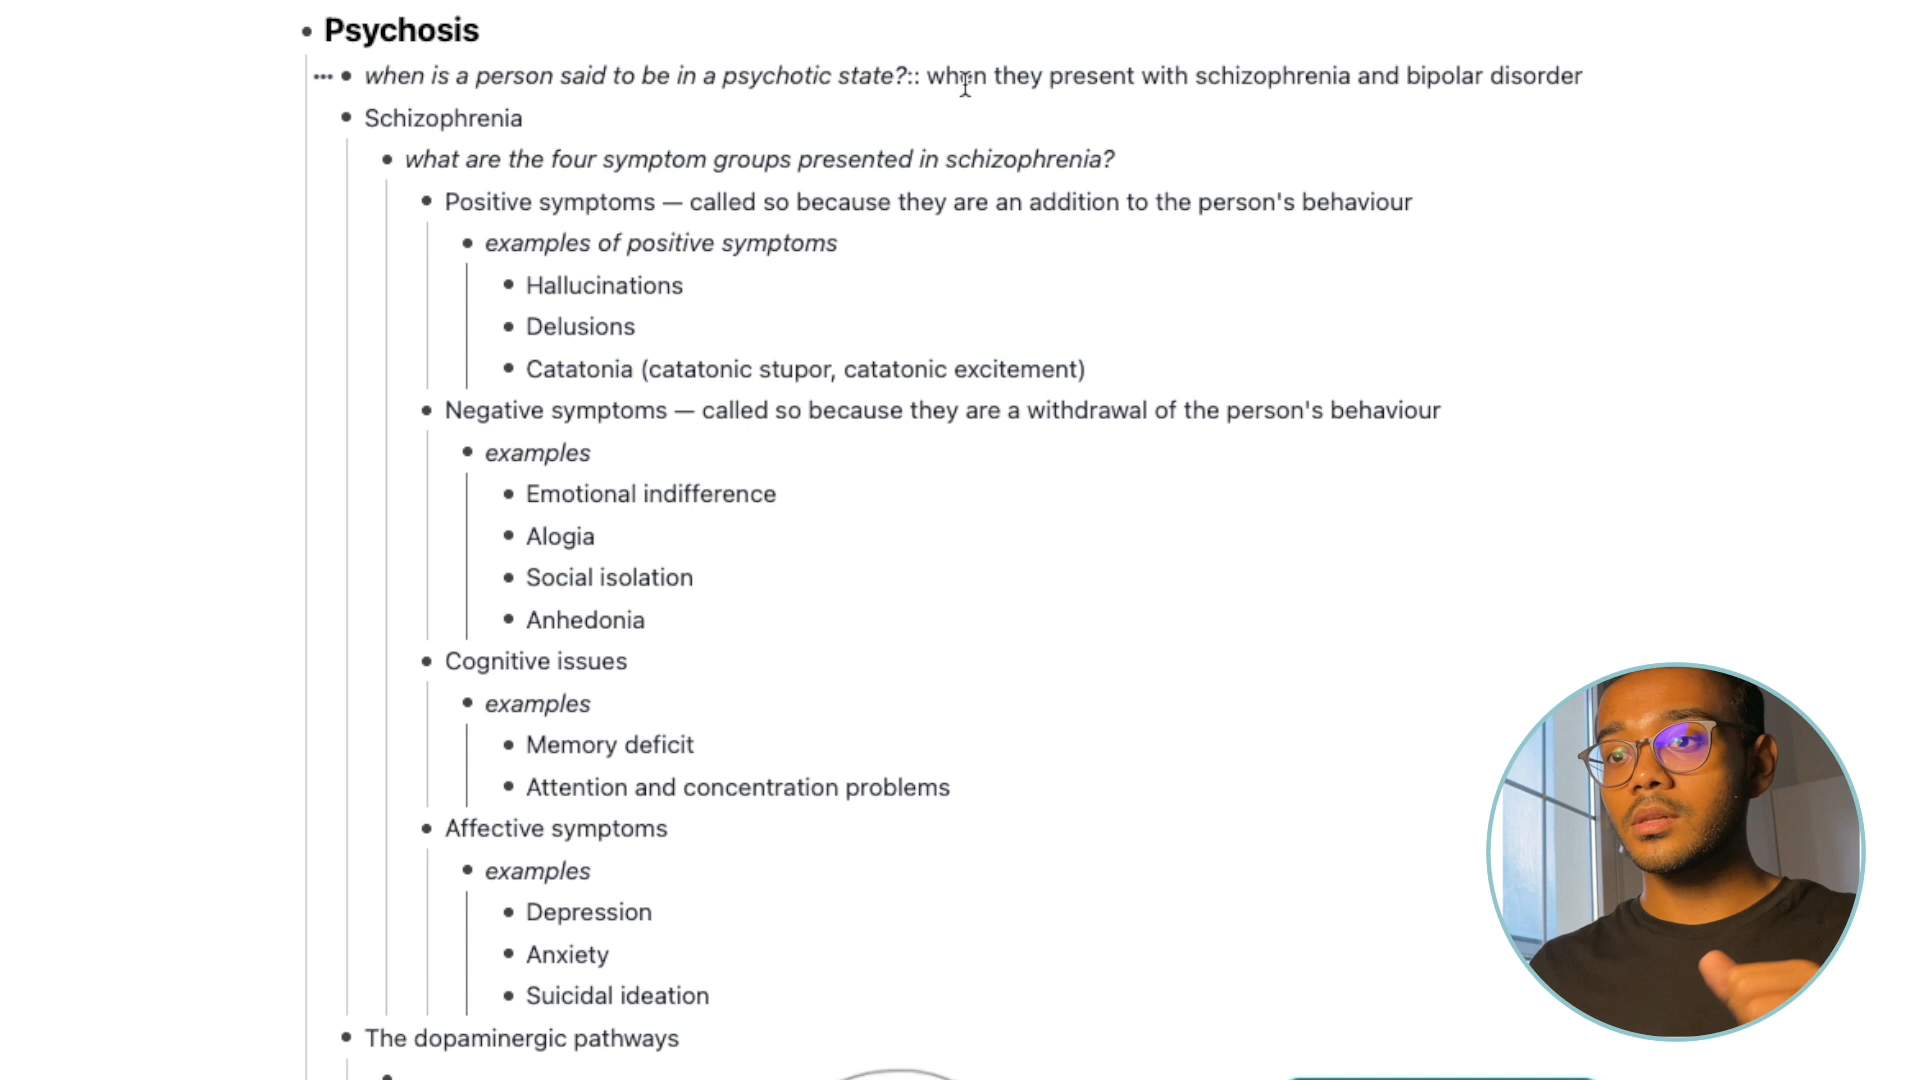 Psychosis
when is a person said to be in a psychotic state?:: when they present with schizophrenia and bipolar disorder
Schizophrenia
what are the four symptom groups presented in schizophrenia?
Positive symptoms — called so because they are an addition to the person's behaviour
examples of positive symptoms
Hallucinations
Delusions
Catatonia (catatonic stupor, catatonic excitement)
Negative symptoms — called so because they are a withdrawal of the person's behaviour
examples
Emotional indifference
Alogia
Social isolation
Anhedonia
Cognitive issues
examples
Memory deficit
Attention and concentration problems
Affective symptoms
examples
Depression
Anxiety
Suicidal ideation
The dopaminergic pathways